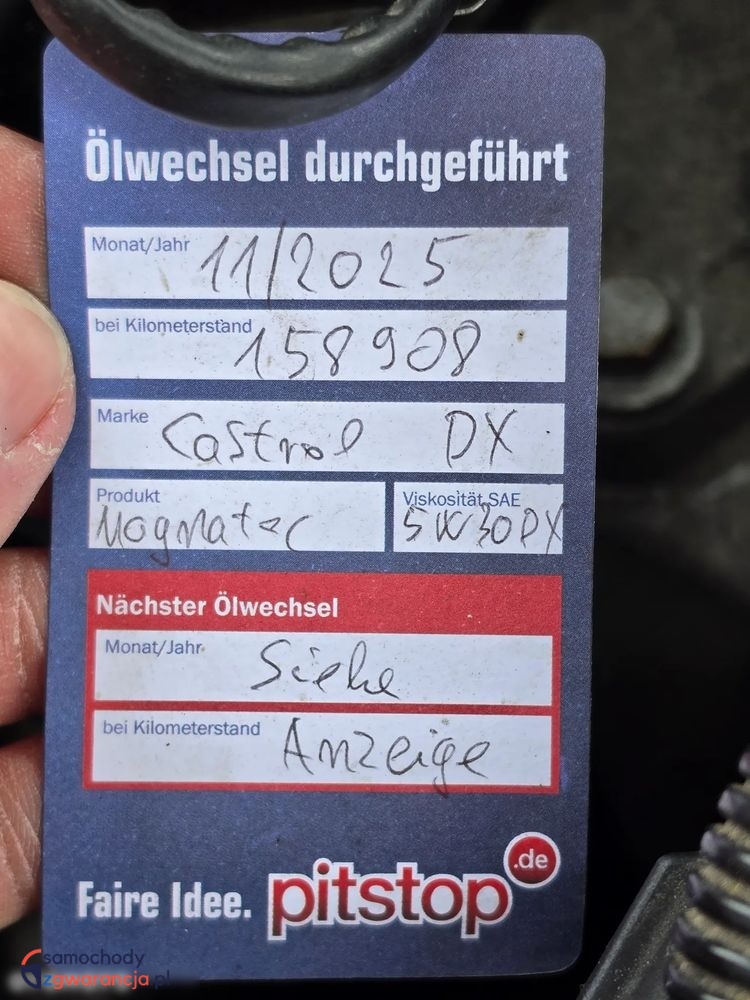 Ölwechsel durchgeführt
Monat/Jahr 11/2025
bei Kilometerstand 158908
Marke Castrol DX
Produkt Magnatec
Viskosität SAE 5W30DX
Nächster Ölwechsel
Monat/Jahr Siehe
bei Kilometerstand Anzeige
Faire Idee. pitstop.de
samochody
zgwarancja.pl